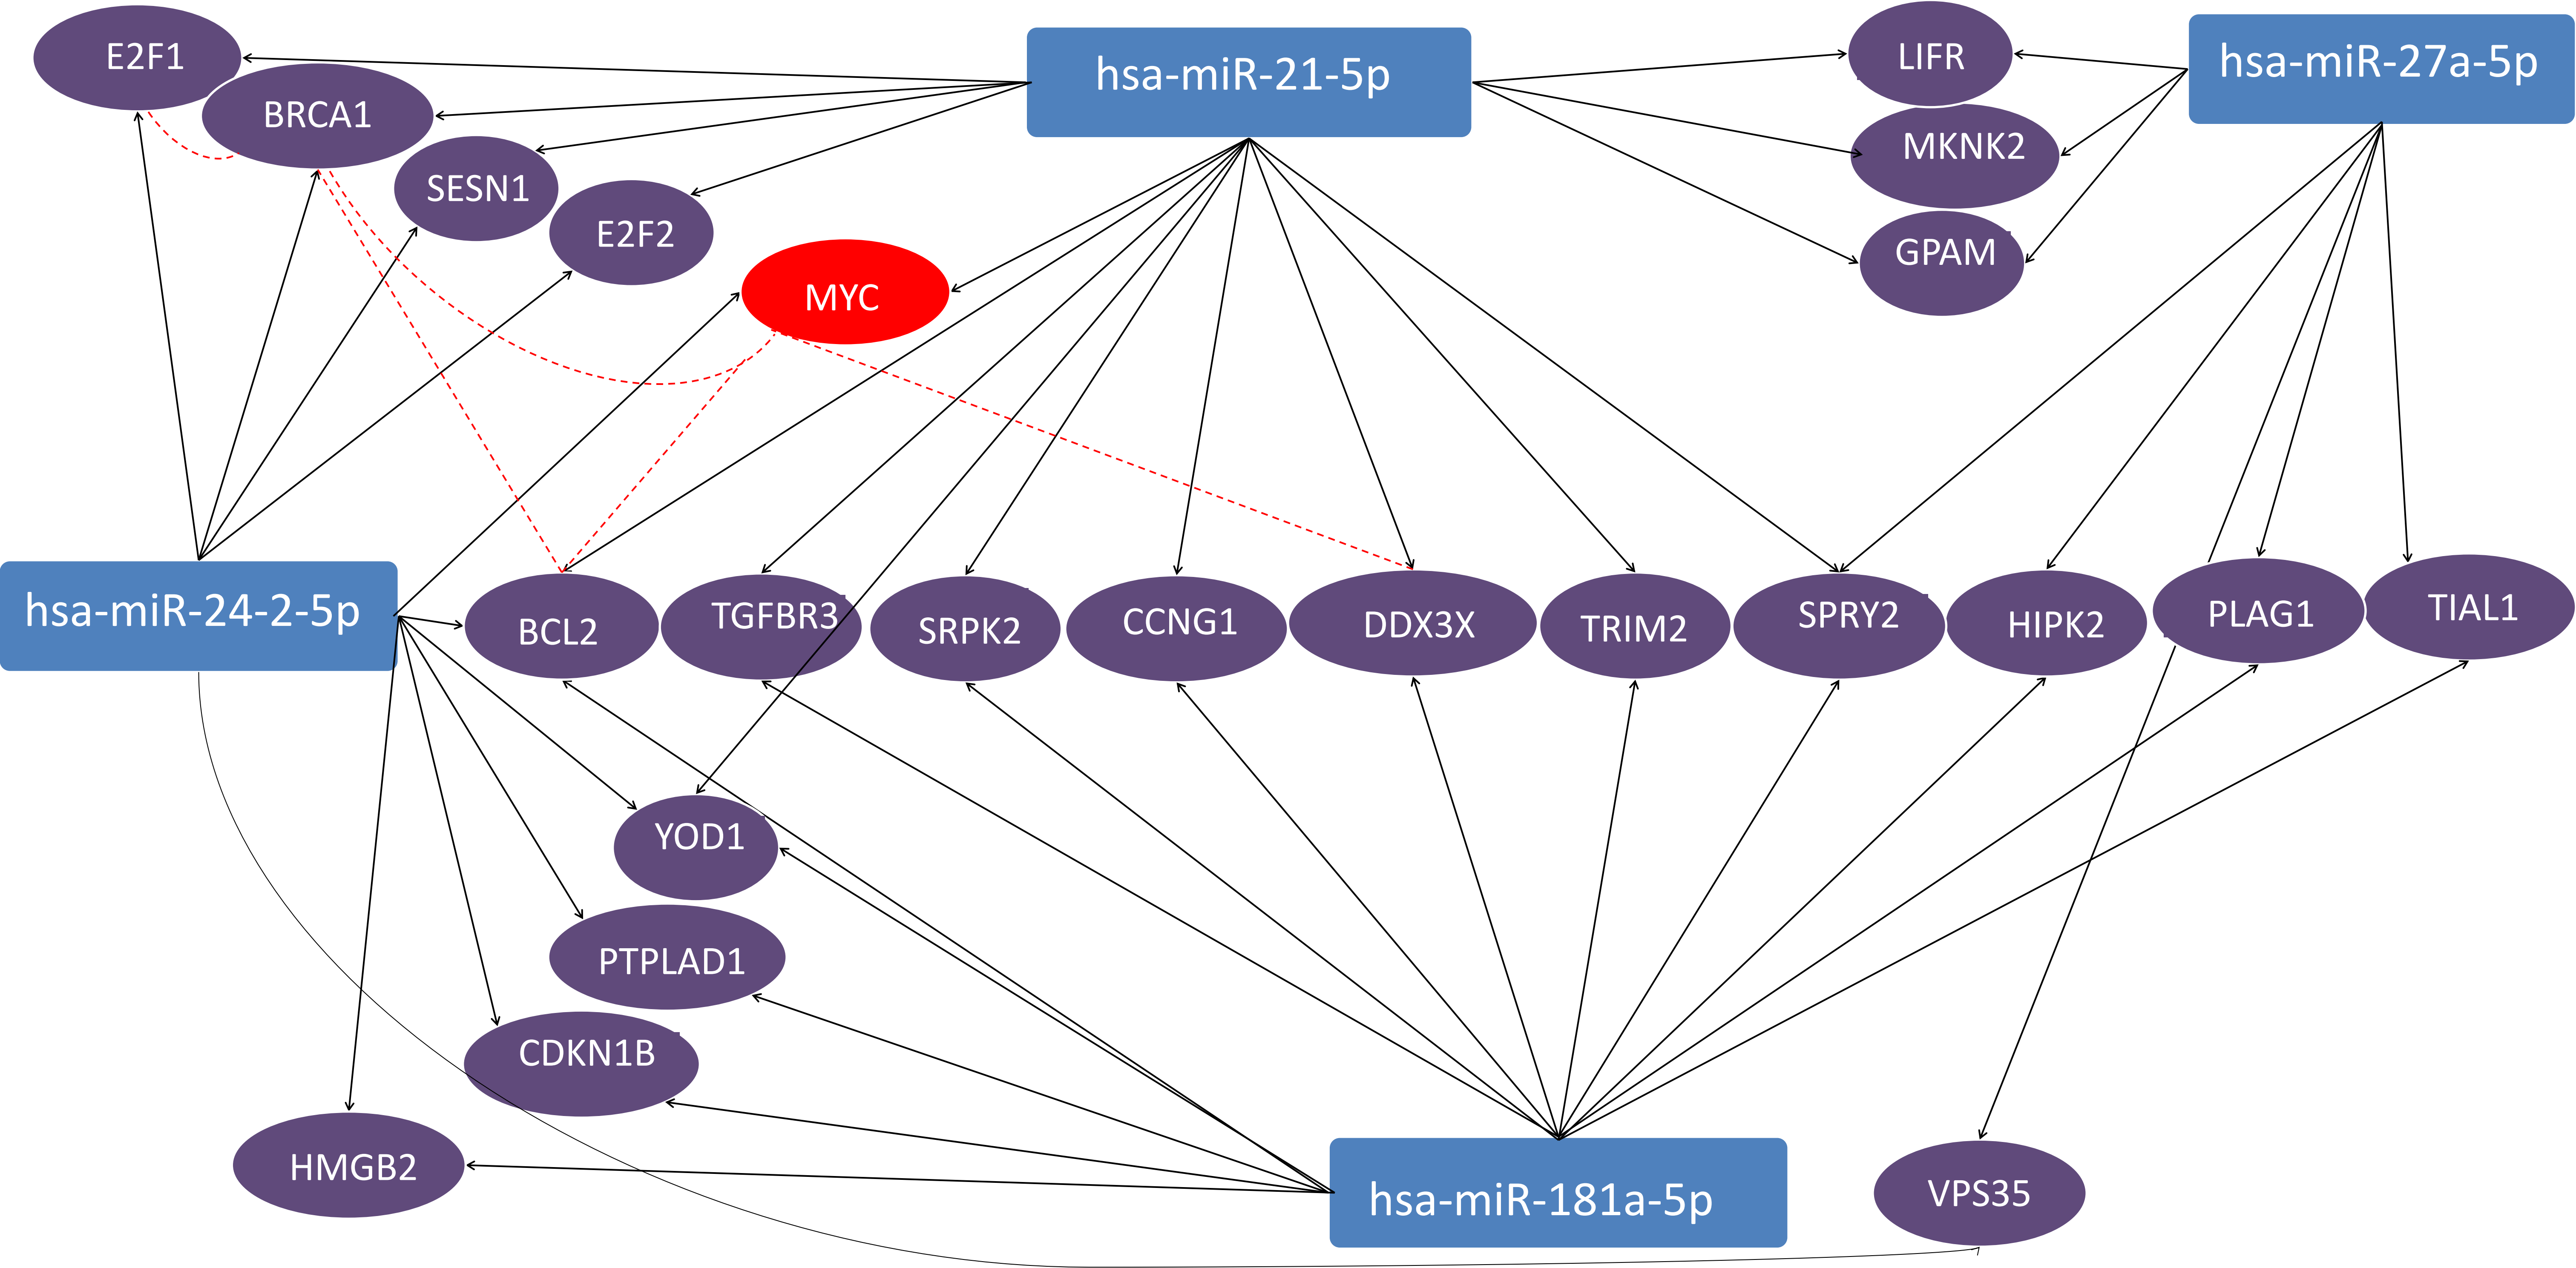 E2F1
hsa-miR-21-5p
LIFR
hsa-miR-27a-5p
BRCA1
MKNK2
SESN1
E2F2
GPAM
MYC
hsa-miR-24-2-5p
BCL2
TGFBR3
SRPK2
CCNG1
DDX3X
TRIM2
SPRY2
HIPK2
PLAG1
TIAL1
YOD1
PTPLAD1
CDKN1B
HMGB2
hsa-miR-181a-5p
VPS35